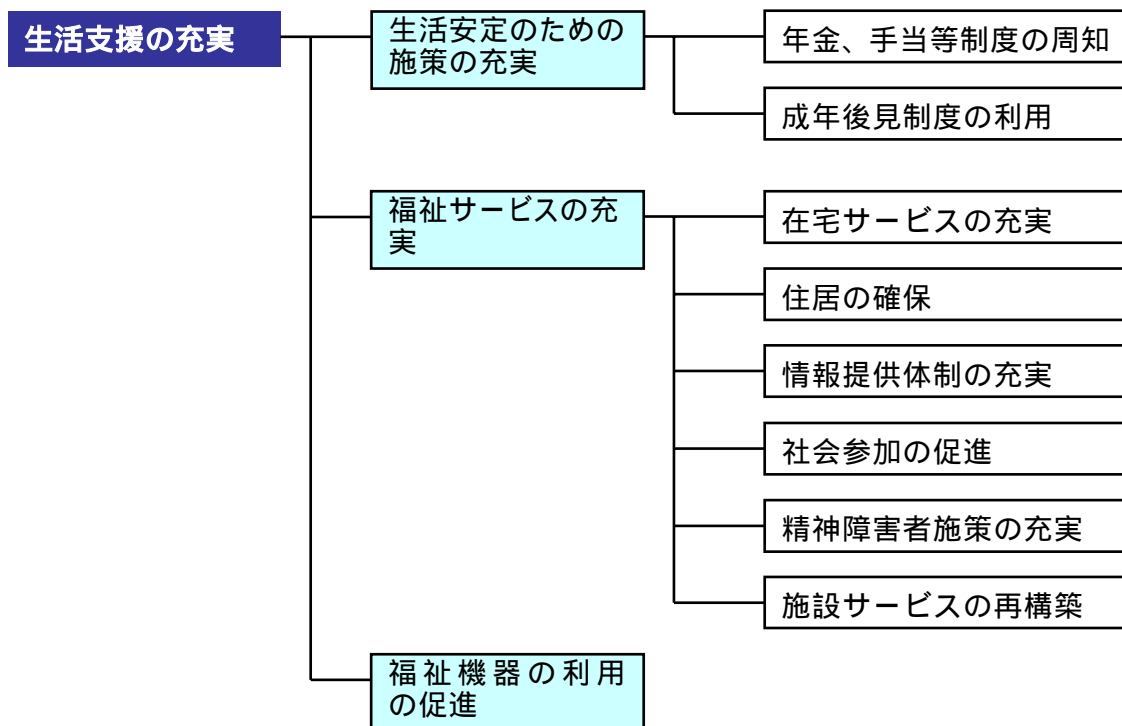 生活支援の充実
生活安定のための
施策の充実
年金、手当等制度の周知
成年後見制度の利用
福祉サービスの充
実
在宅サービスの充実
住居の確保
情報提供体制の充実
社会参加の促進
精神障害者施策の充実
施設サービスの再構築
福祉機器の利用
の促進